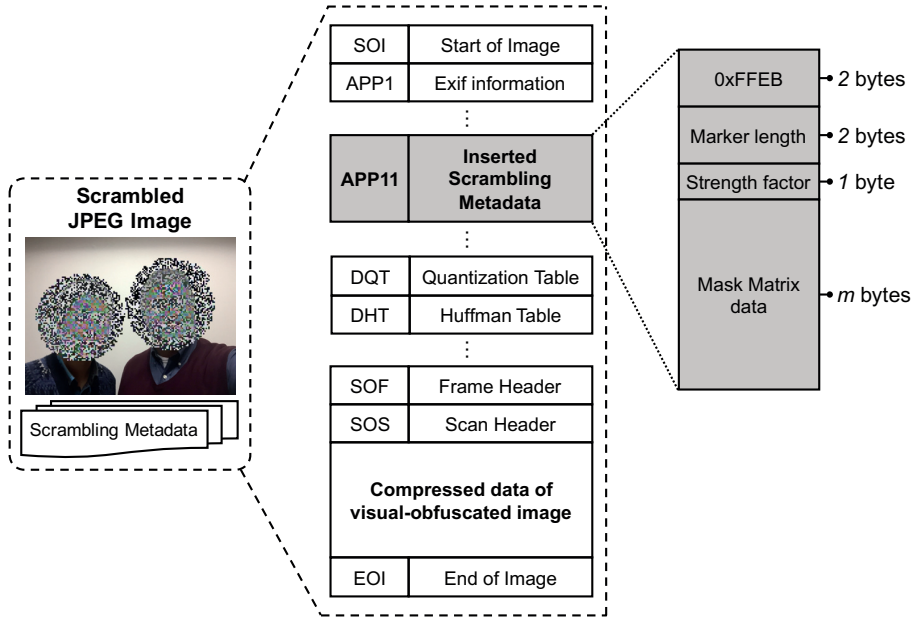 Scrambled
JPEG Image
Scrambling Metadata
SOI Start of Image
APP1 Exif information
APP11 Inserted
Scrambling
Metadata
DQT Quantization Table
DHT Huffman Table
SOF Frame Header
SOS Scan Header
Compressed data of
visual-obfuscated image
EOI End of Image
0xFFEB 2 bytes
Marker length 2 bytes
Strength factor 1 byte
Mask Matrix
data
m bytes